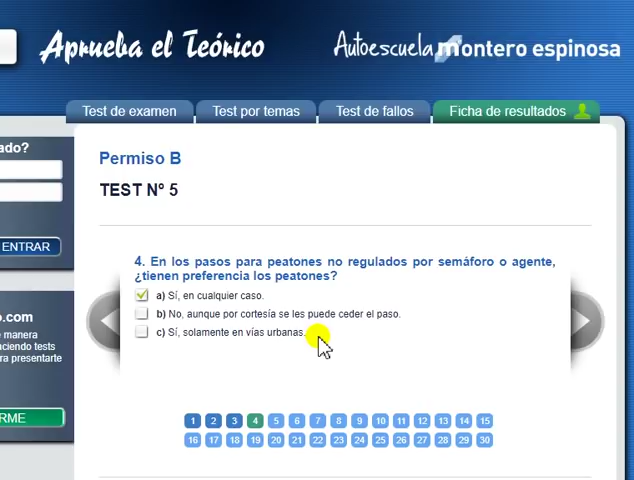 Aprueba el Teórico
Autoescuela montero espinosa
Test de examen
Test por temas
Test de fallos
Ficha de resultados
ado?
ENTRAR
o.com
e manera
aciendo tests
ra presentarte
RME
Permiso B
TEST Nº 5
4. En los pasos para peatones no regulados por semáforo o agente,
¿tienen preferencia los peatones?
a) Sí, en cualquier caso.
b) No, aunque por cortesía se les puede ceder el paso.
c) Sí, solamente en vías urbanas.
1 2 3 4 5 6 7 8 9 10 11 12 13 14 15
16 17 18 19 20 21 22 23 24 25 26 27 28 29 30